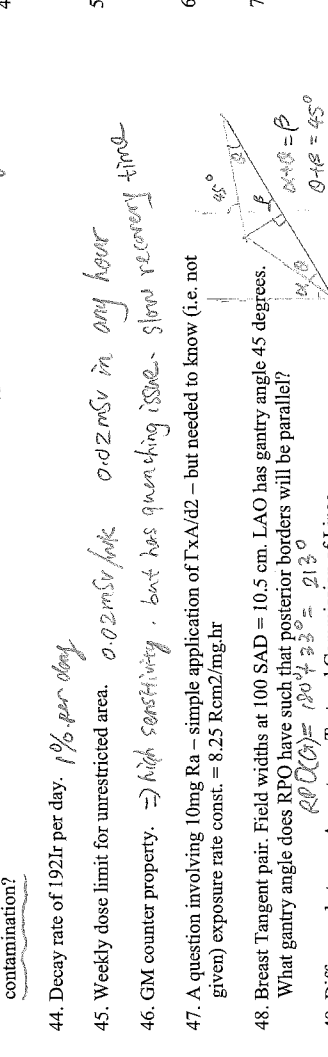 contamination?
44. Decay rate of 192Ir per day. 1% per day
45. Weekly dose limit for unrestricted area. 0.02mSv/wk 0.02mSv in any hour
46. GM counter property. => high sensitivity. but has quenching issue. slow recovery time
47. A question involving 10mg Ra – simple application of ΓxA/d2 – but needed to know (i.e. not
given) exposure rate const. = 8.25 Rcm2/mg.hr
48. Breast Tangent pair. Field widths at 100 SAD = 10.5 cm. LAO has gantry angle 45 degrees.
What gantry angle does RPO have such that posterior borders will be parallel?
RPO(G) = 180°+33° = 213°
45°
θ
β
α θ
α+θ=β
θ+β=45°
4
5
6
7